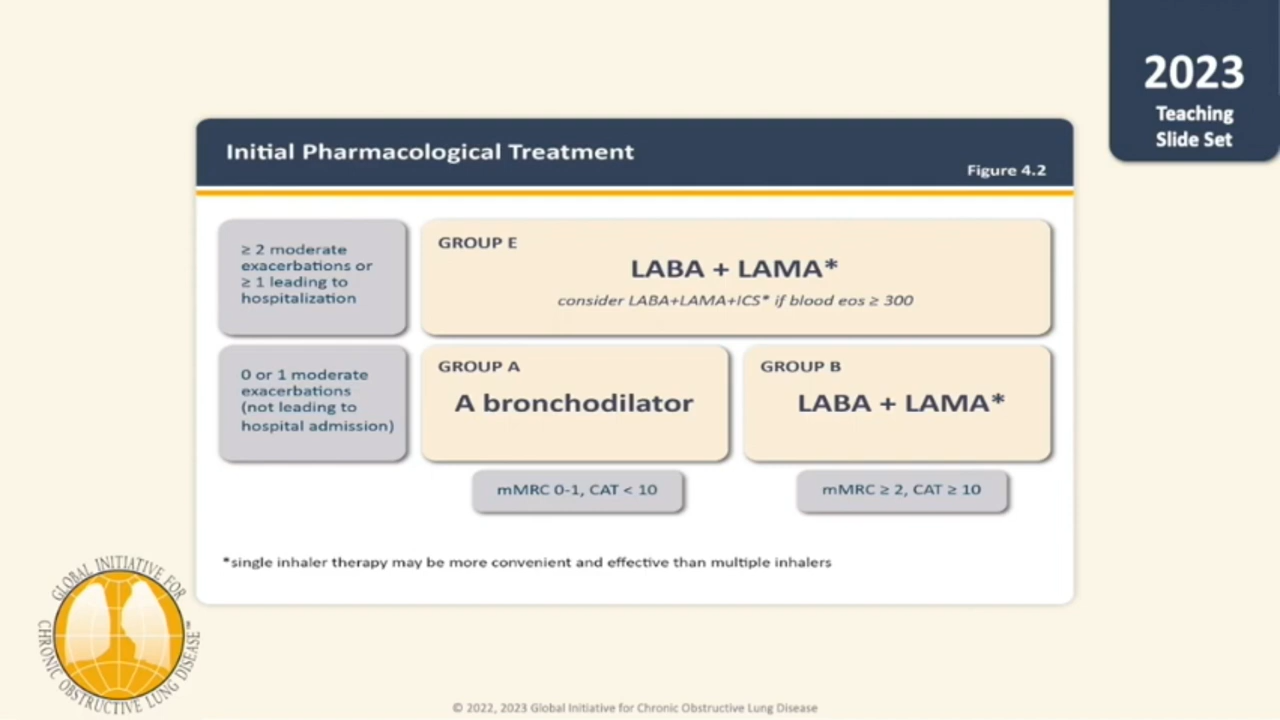 2023
Teaching
Slide Set
Initial Pharmacological Treatment
Figure 4.2
≥ 2 moderate
exacerbations or
≥ 1 leading to
hospitalization
GROUP E
LABA + LAMA*
consider LABA+LAMA+ICS* if blood eos ≥ 300
0 or 1 moderate
exacerbations
(not leading to
hospital admission)
GROUP A
A bronchodilator
GROUP B
LABA + LAMA*
mMRC 0-1, CAT < 10
mMRC ≥ 2, CAT ≥ 10
*single inhaler therapy may be more convenient and effective than multiple inhalers
GLOBAL INITIATIVE FOR
CHRONIC OBSTRUCTIVE LUNG DISEASE™
© 2022, 2023 Global Initiative for Chronic Obstructive Lung Disease